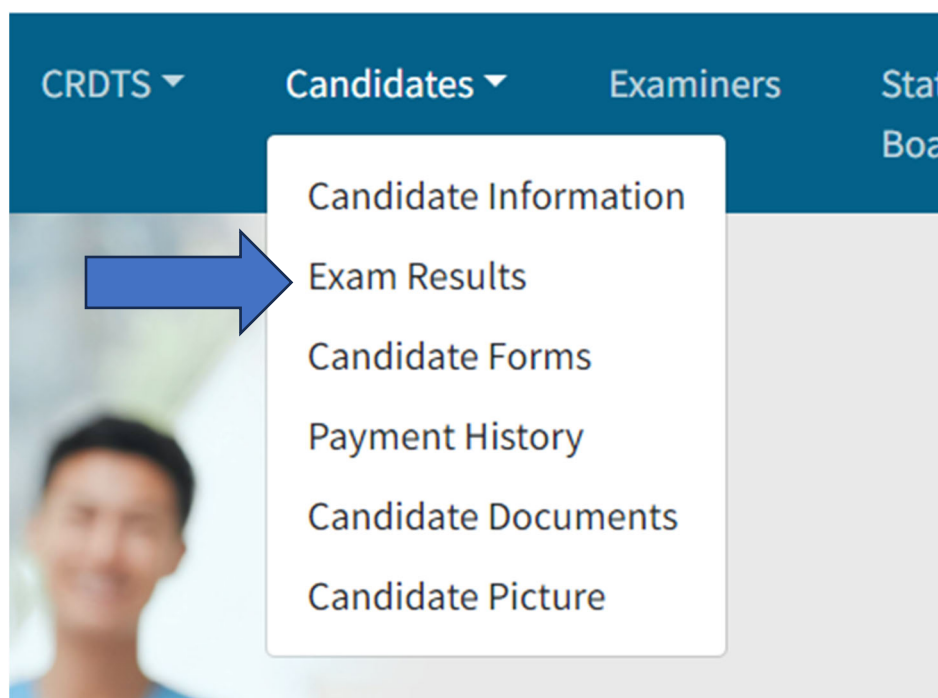 CRDTS
Candidates
Examiners
Candidate Information
Exam Results
Candidate Forms
Payment History
Candidate Documents
Candidate Picture